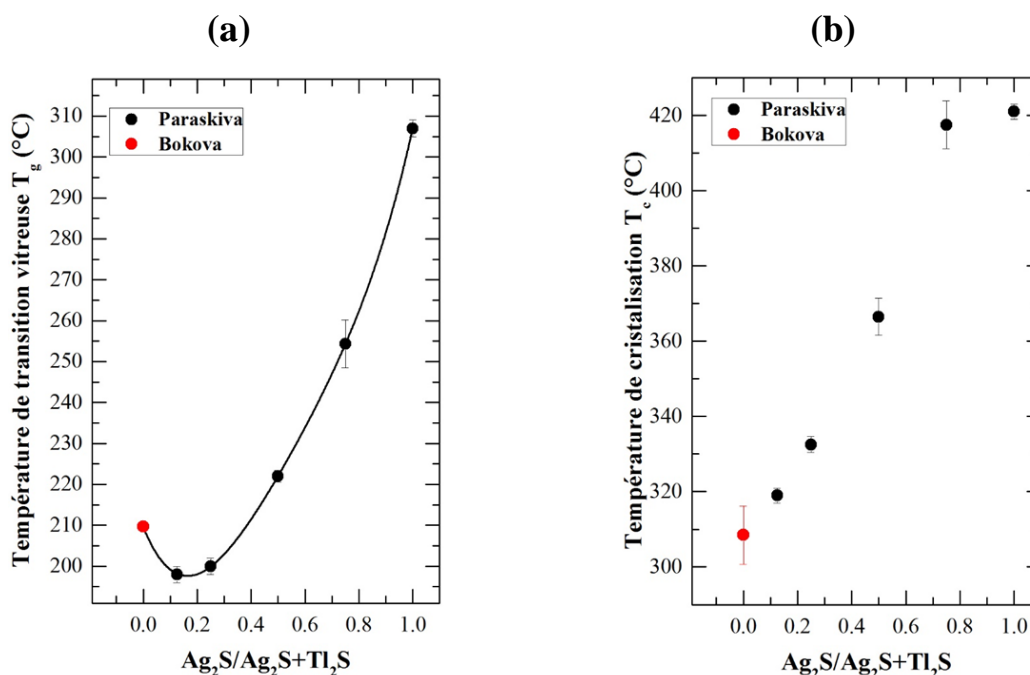 (a)
Température de transition vitreuse T_g (°C)
310
300
290
280
270
260
250
240
230
220
210
200
Paraskiva
Bokova
0.0 0.2 0.4 0.6 0.8 1.0
Ag₂S/Ag₂S+Tl₂S
(b)
Température de cristalisation T_c (°C)
420
400
380
360
340
320
300
Paraskiva
Bokova
0.0 0.2 0.4 0.6 0.8 1.0
Ag₂S/Ag₂S+Tl₂S